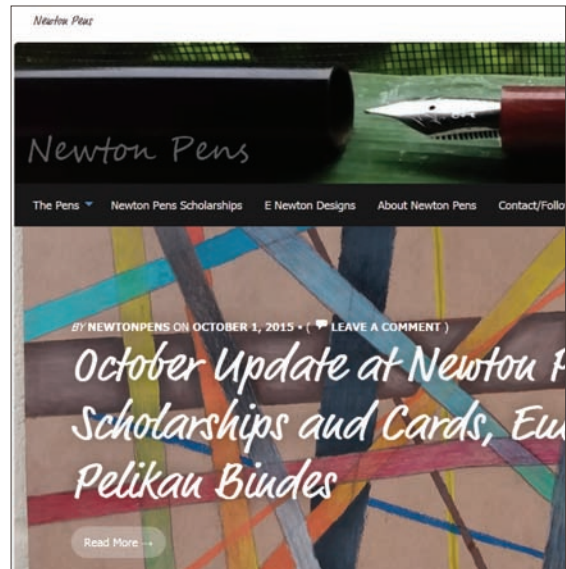 Newton Pens
Newton Pens
The Pens Newton Pens Scholarships E Newton Designs About Newton Pens
BY NEWTONPENS ON OCTOBER 1, 2015 • ( LEAVE A COMMENT )
October Update at Newton
Scholarships and Cards,
Pelikan Bindes
Read More →